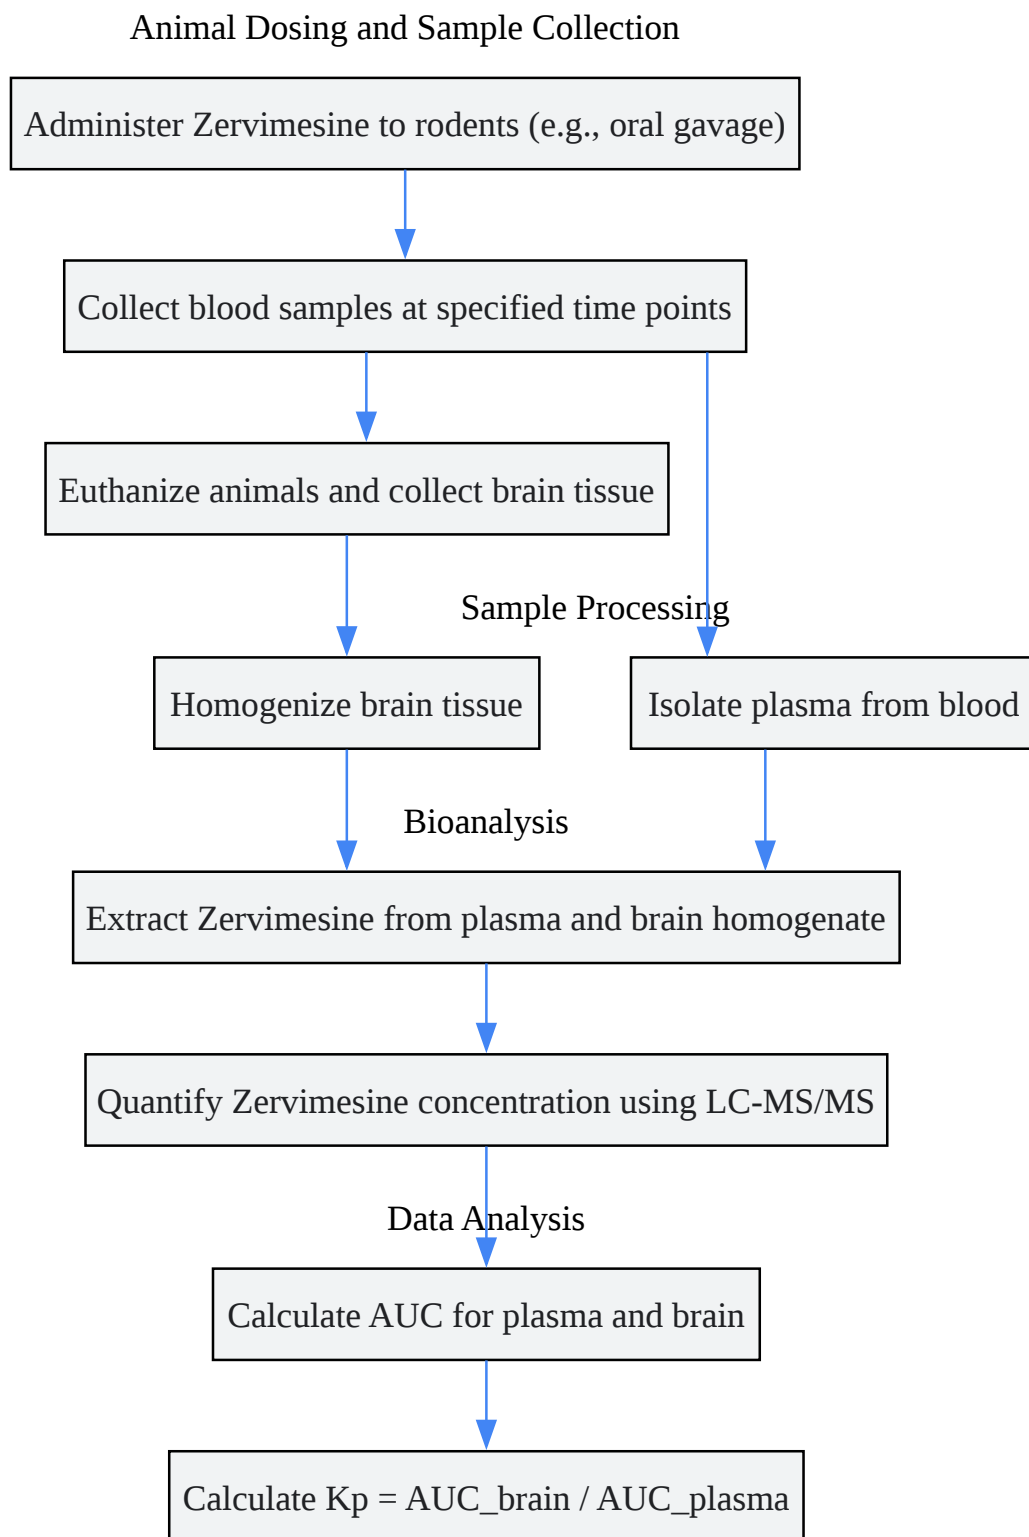 Animal Dosing and Sample Collection
Administer Zervimesine to rodents (e.g., oral gavage)
Collect blood samples at specified time points
Euthanize animals and collect brain tissue
Sample Processing
Homogenize brain tissue
Isolate plasma from blood
Bioanalysis
Extract Zervimesine from plasma and brain homogenate
Quantify Zervimesine concentration using LC-MS/MS
Data Analysis
Calculate AUC for plasma and brain
Calculate Kp = AUC_brain / AUC_plasma